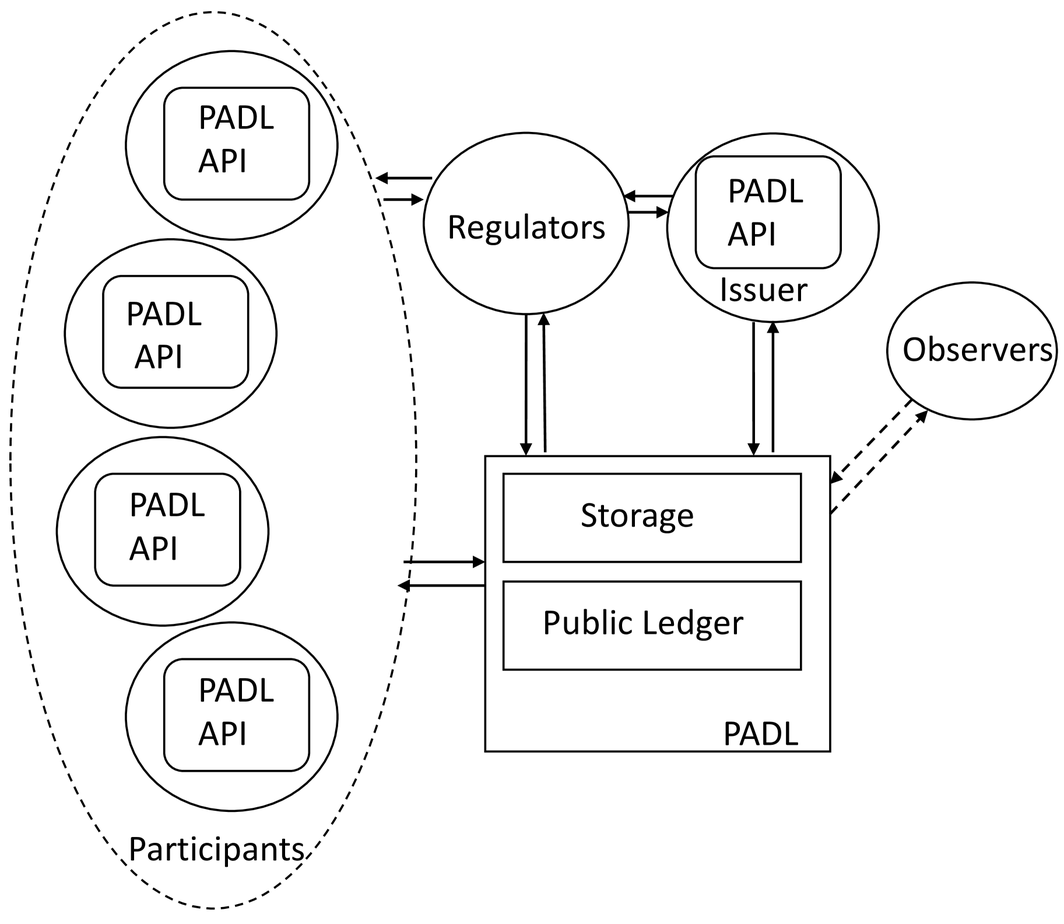 PADL
API
PADL
API
PADL
API
PADL
API
Participants
Regulators
PADL
API
Issuer
Observers
Storage
Public Ledger
PADL